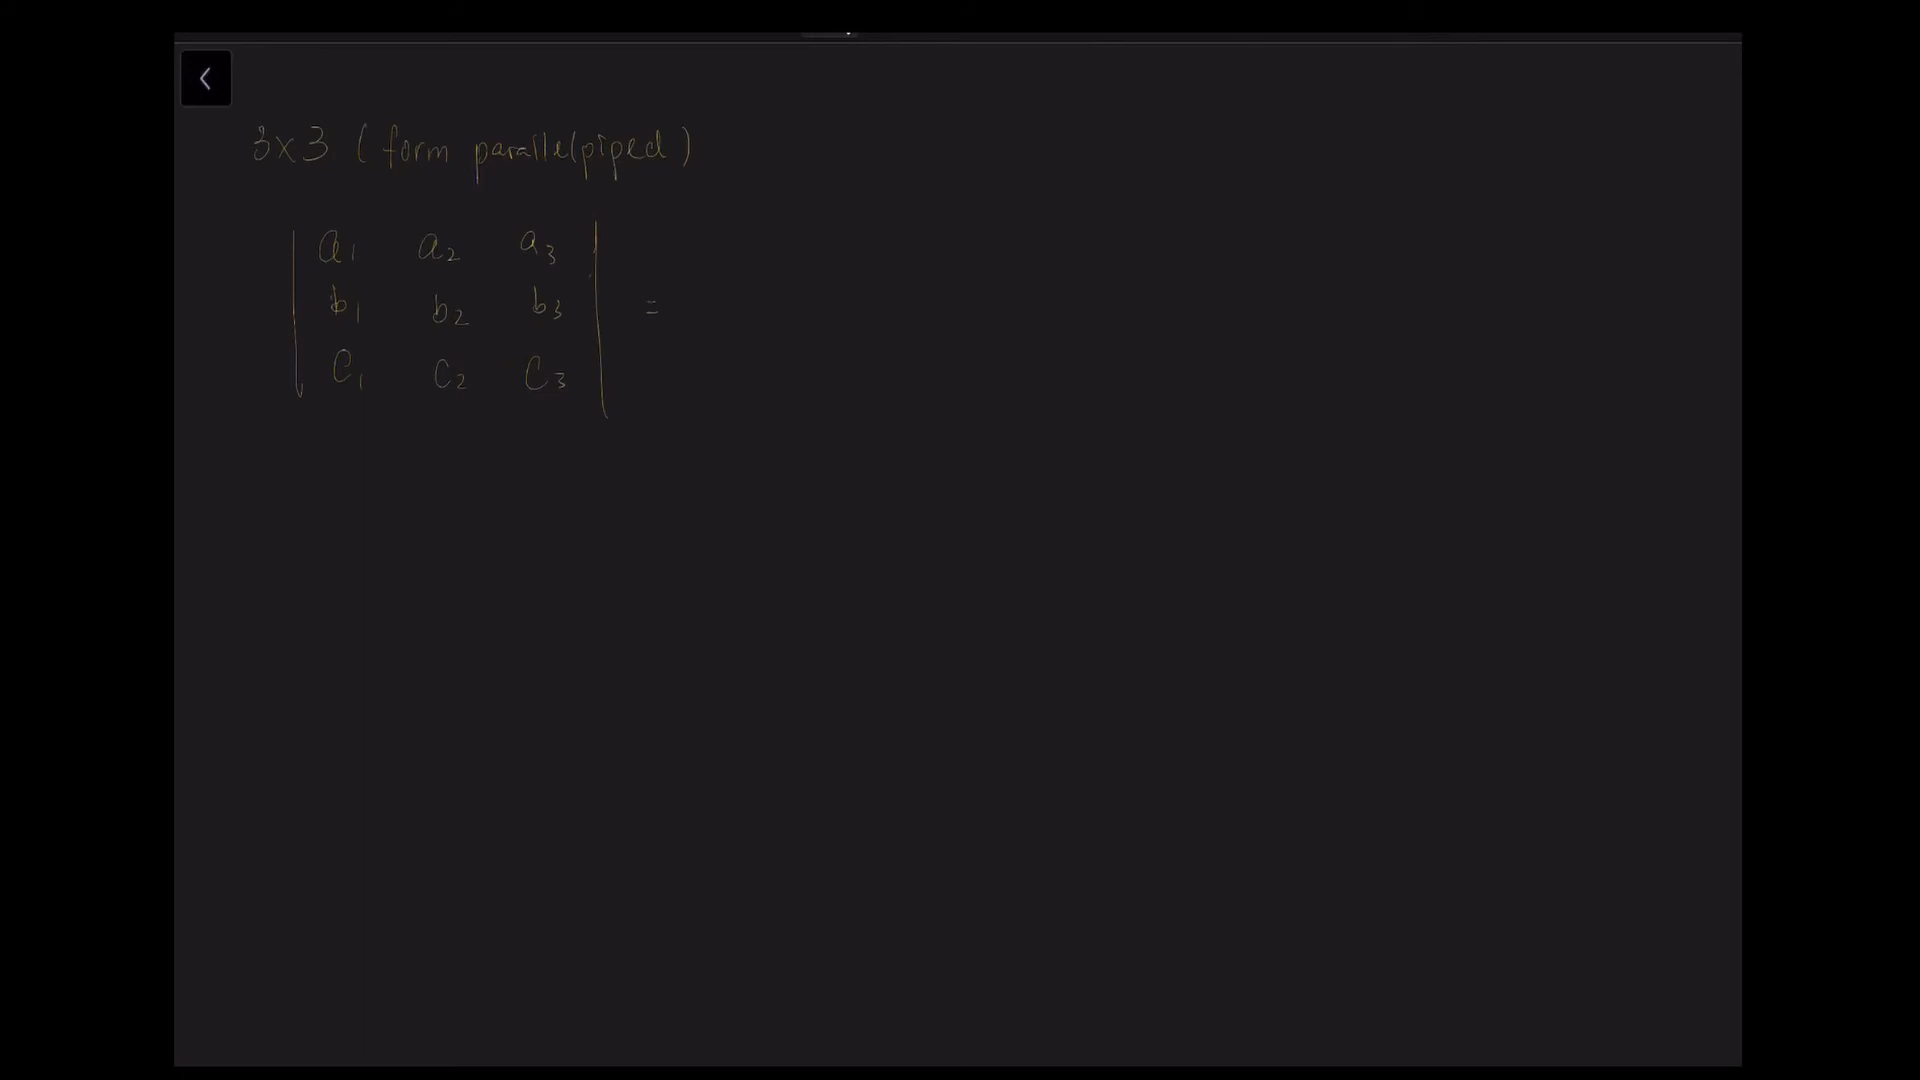 3x3 (form parallelpiped)
a1 a2 a3
b1 b2 b3 =
c1 c2 c3